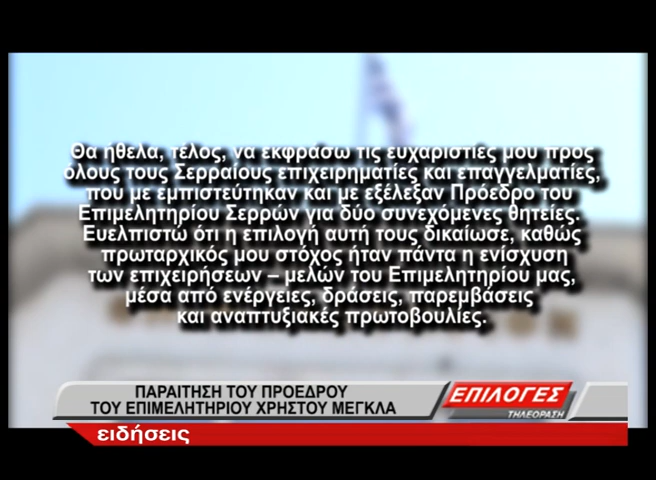 Θα ήθελα, τέλος, να εκφράσω τις ευχαριστίες μου προς
όλους τους Σερραίους επιχειρηματίες και επαγγελματίες,
που με εμπιστεύτηκαν και με εξέλεξαν Πρόεδρο του
Επιμελητηρίου Σερρών για δύο συνεχόμενες θητείες.
Ευελπιστώ ότι η επιλογή αυτή τους δικαίωσε, καθώς
πρωταρχικός μου στόχος ήταν πάντα η ενίσχυση
των επιχειρήσεων – μελών του Επιμελητηρίου μας,
μέσα από ενέργειες, δράσεις, παρεμβάσεις
και αναπτυξιακές πρωτοβουλίες.
ΠΑΡΑΙΤΗΣΗ ΤΟΥ ΠΡΟΕΔΡΟΥ
ΤΟΥ ΕΠΙΜΕΛΗΤΗΡΙΟΥ ΧΡΗΣΤΟΥ ΜΕΓΚΛΑ
ΕΠΙΛΟΓΕΣ
ΤΗΛΕΟΡΑΣΗ
ειδήσεις